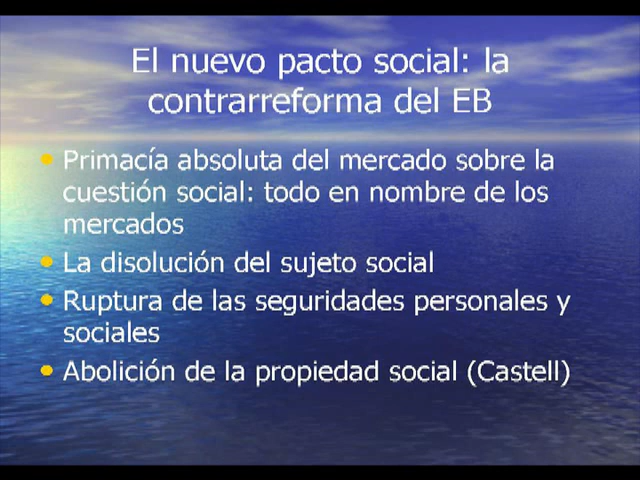 El nuevo pacto social: la
contrarreforma del EB
• Primacía absoluta del mercado sobre la
cuestión social: todo en nombre de los
mercados
• La disolución del sujeto social
• Ruptura de las seguridades personales y
sociales
• Abolición de la propiedad social (Castell)